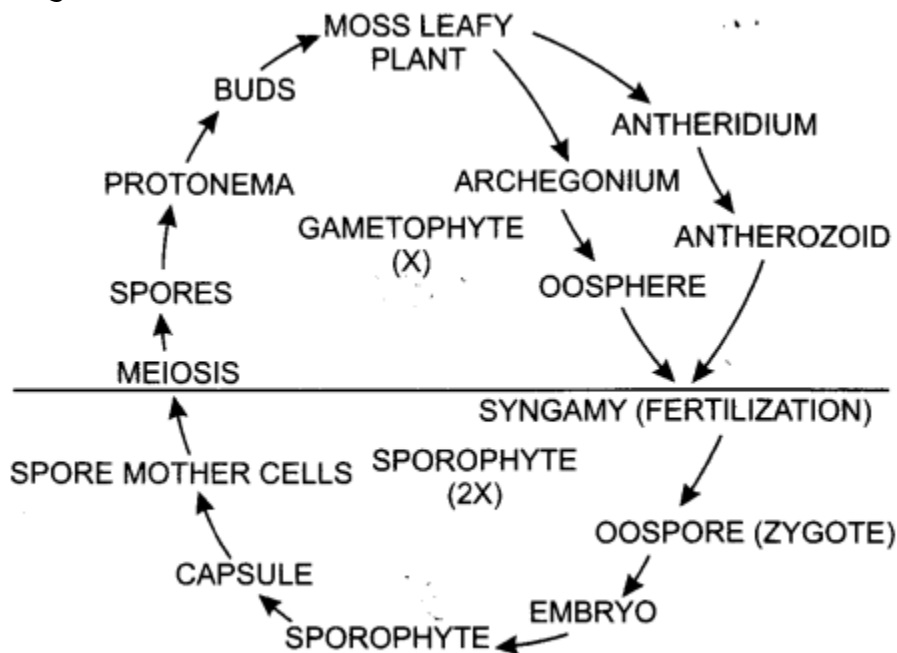 MOSS LEAFY
PLANT
BUDS
ANTHERIDIUM
PROTONEMA
ARCHEGONIUM
GAMETOPHYTE
(X)
ANTHEROZOID
SPORES
OOSPHERE
MEIOSIS
SYNGAMY (FERTILIZATION)
SPORE MOTHER CELLS
SPOROPHYTE
(2X)
OOSPORE (ZYGOTE)
CAPSULE
EMBRYO
SPOROPHYTE